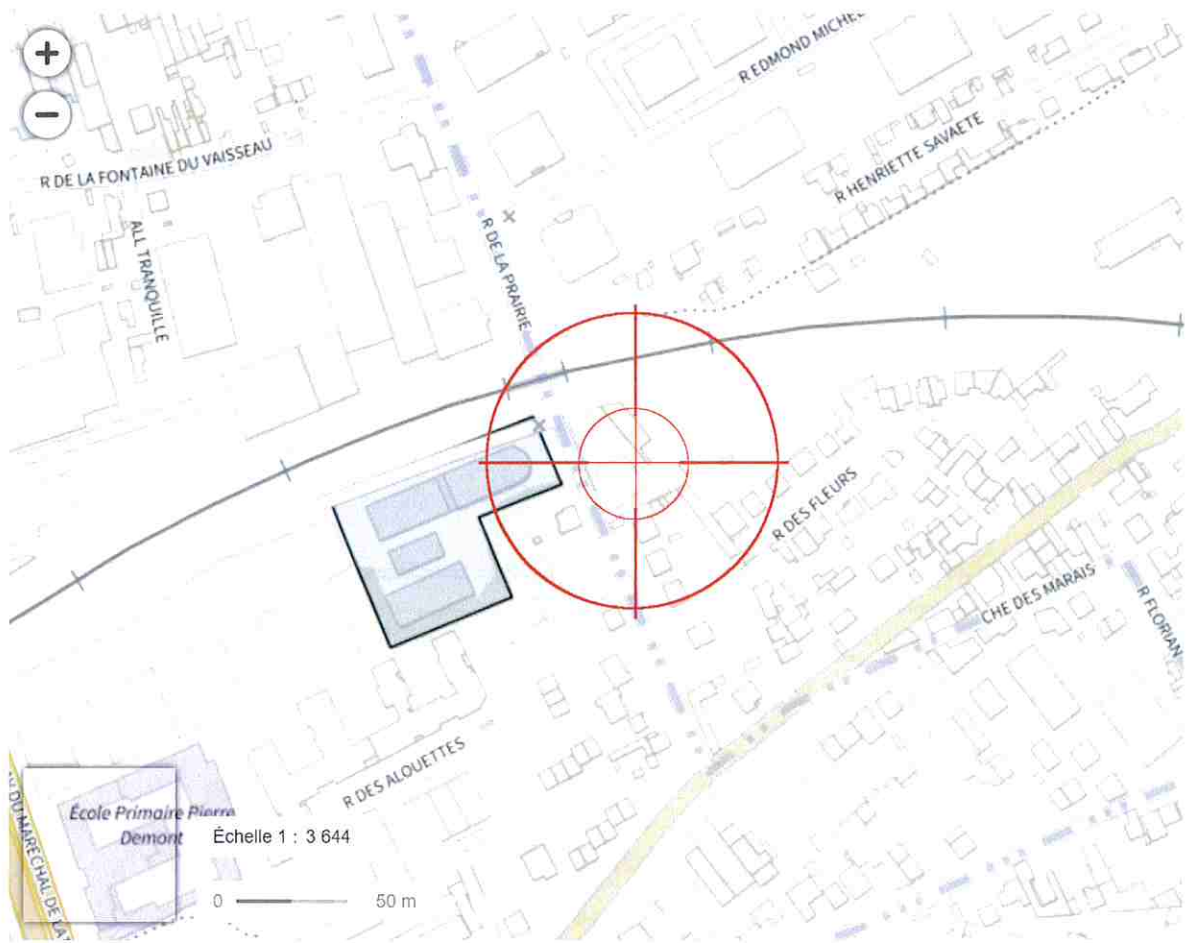 +
−
R EDMOND MICHE
R DE LA FONTAINE DU VAISSEAU
R HENRIETTE SAVAETE
ALL TRANQUILLE
R DE LA PRAIRIE
R DES FLEURS
CHE DES MARAIS
R FLORIAN
R DES ALOUETTES
DU MARECHAL DE
École Primaire Pierre
Demont
Échelle 1 : 3 644
0 50 m